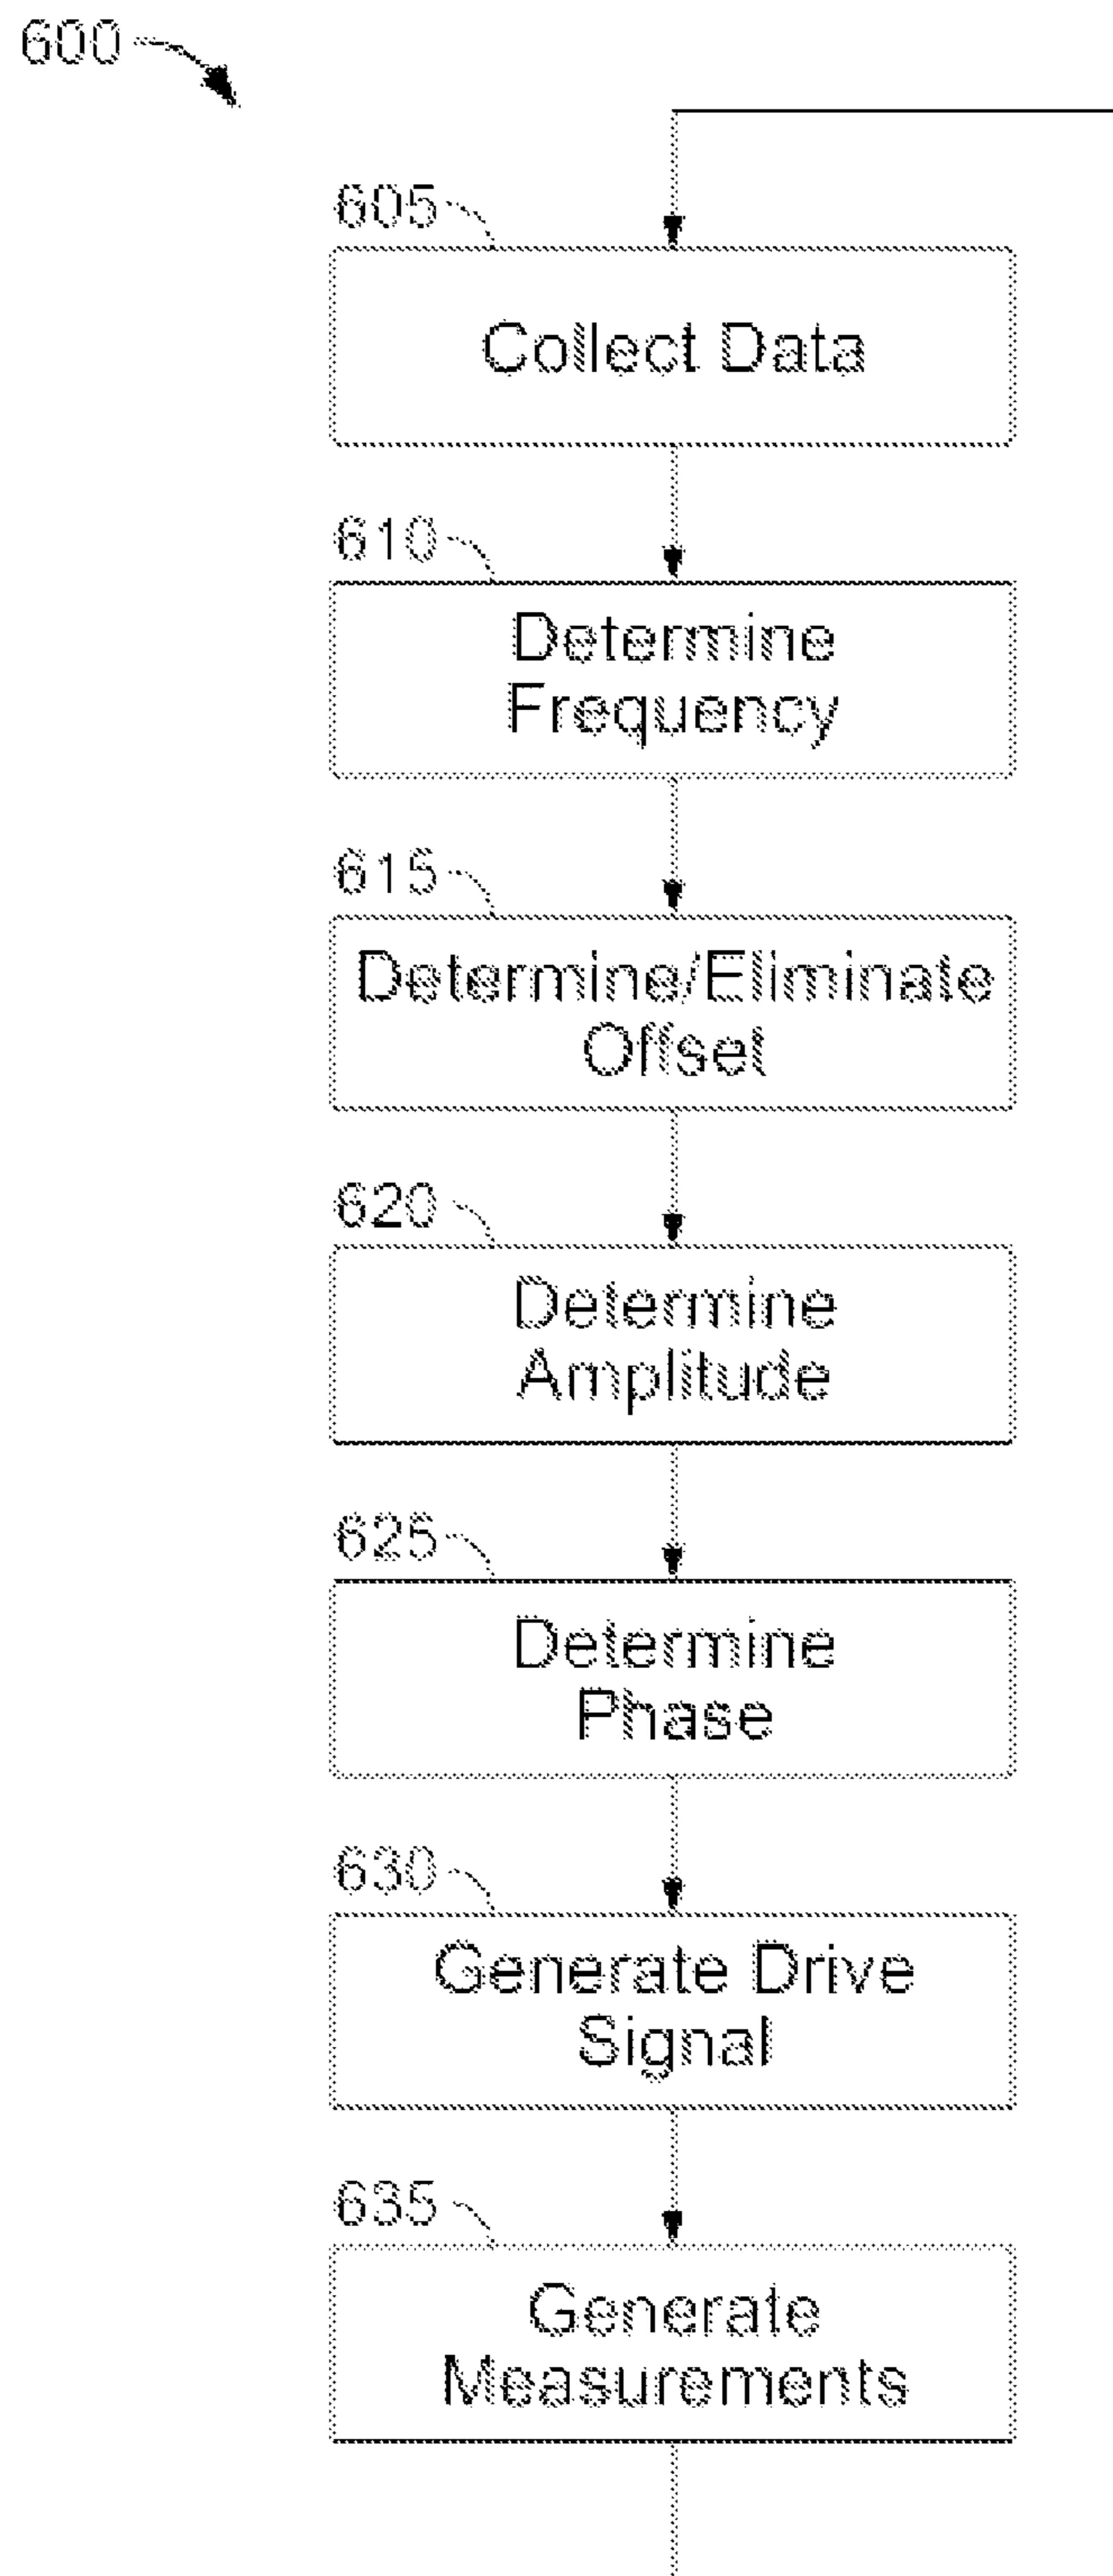 600
605
Collect Data
610
Determine
Frequency
615
Determine/Eliminate
Offset
620
Determine
Amplitude
625
Determine
Phase
630
Generate Drive
Signal
635
Generate
Measurements